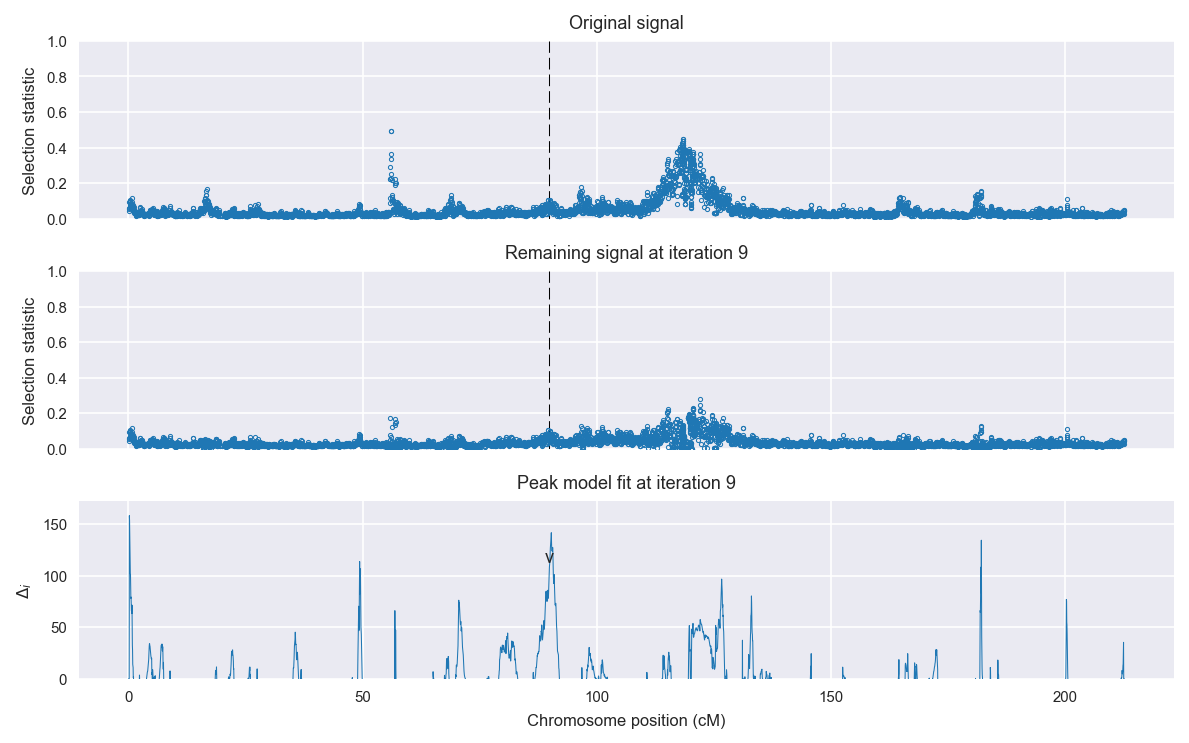 Original signal
1.0
0.8
0.6
0.4
0.2
0.0
Selection statistic
Remaining signal at iteration 9
1.0
0.8
0.6
0.4
0.2
0.0
Selection statistic
Peak model fit at iteration 9
150
100
50
0
Δi
v
0 50 100 150 200
Chromosome position (cM)